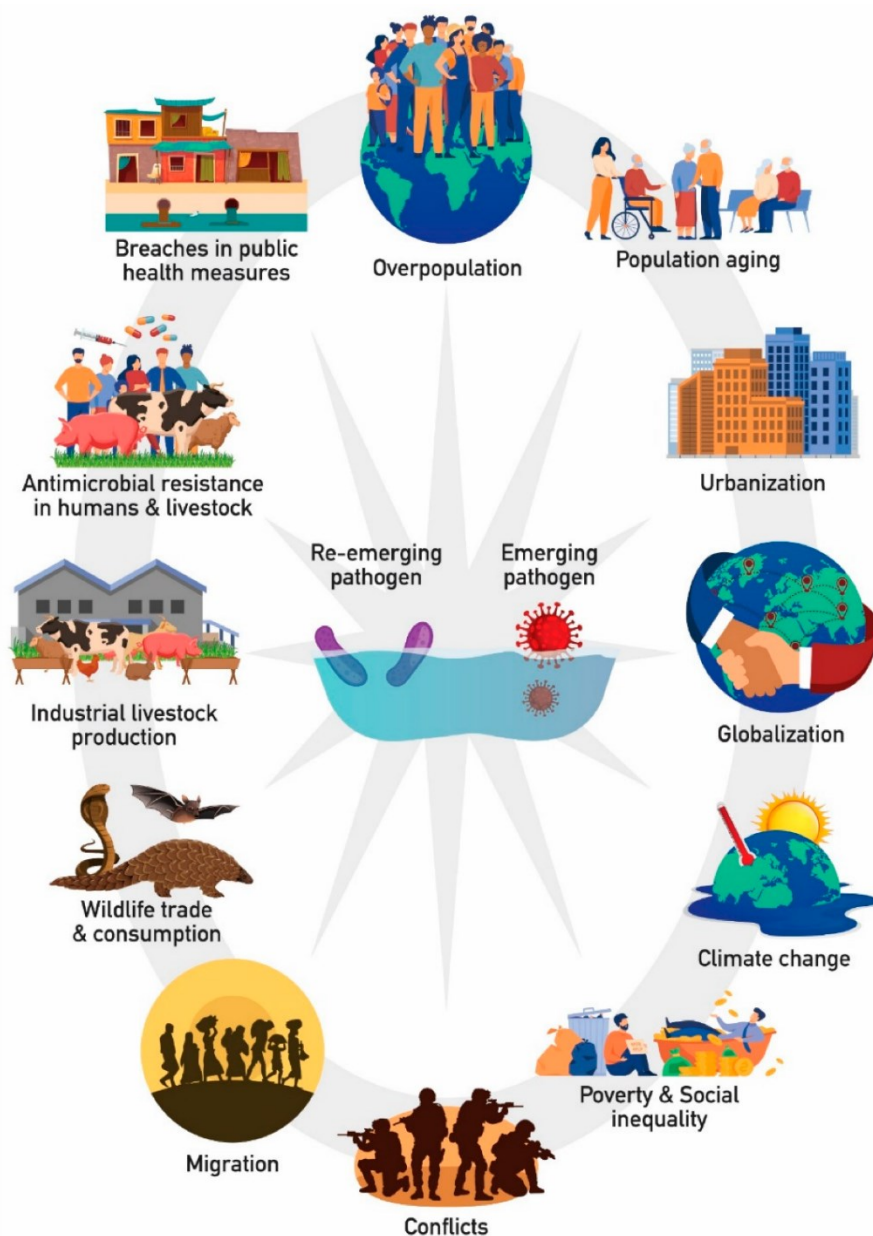 Overpopulation
Population aging
Urbanization
Globalization
Climate change
Poverty & Social
inequality
Conflicts
Migration
Wildlife trade
& consumption
Industrial livestock
production
Antimicrobial resistance
in humans & livestock
Breaches in public
health measures
Re-emerging
pathogen
Emerging
pathogen